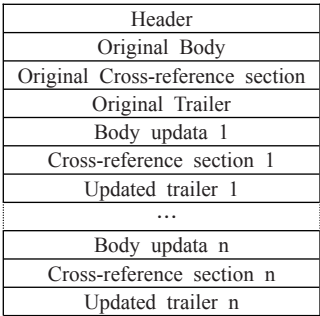 Header
Original Body
Original Cross-reference section
Original Trailer
Body updata 1
Cross-reference section 1
Updated trailer 1
…
Body updata n
Cross-reference section n
Updated trailer n